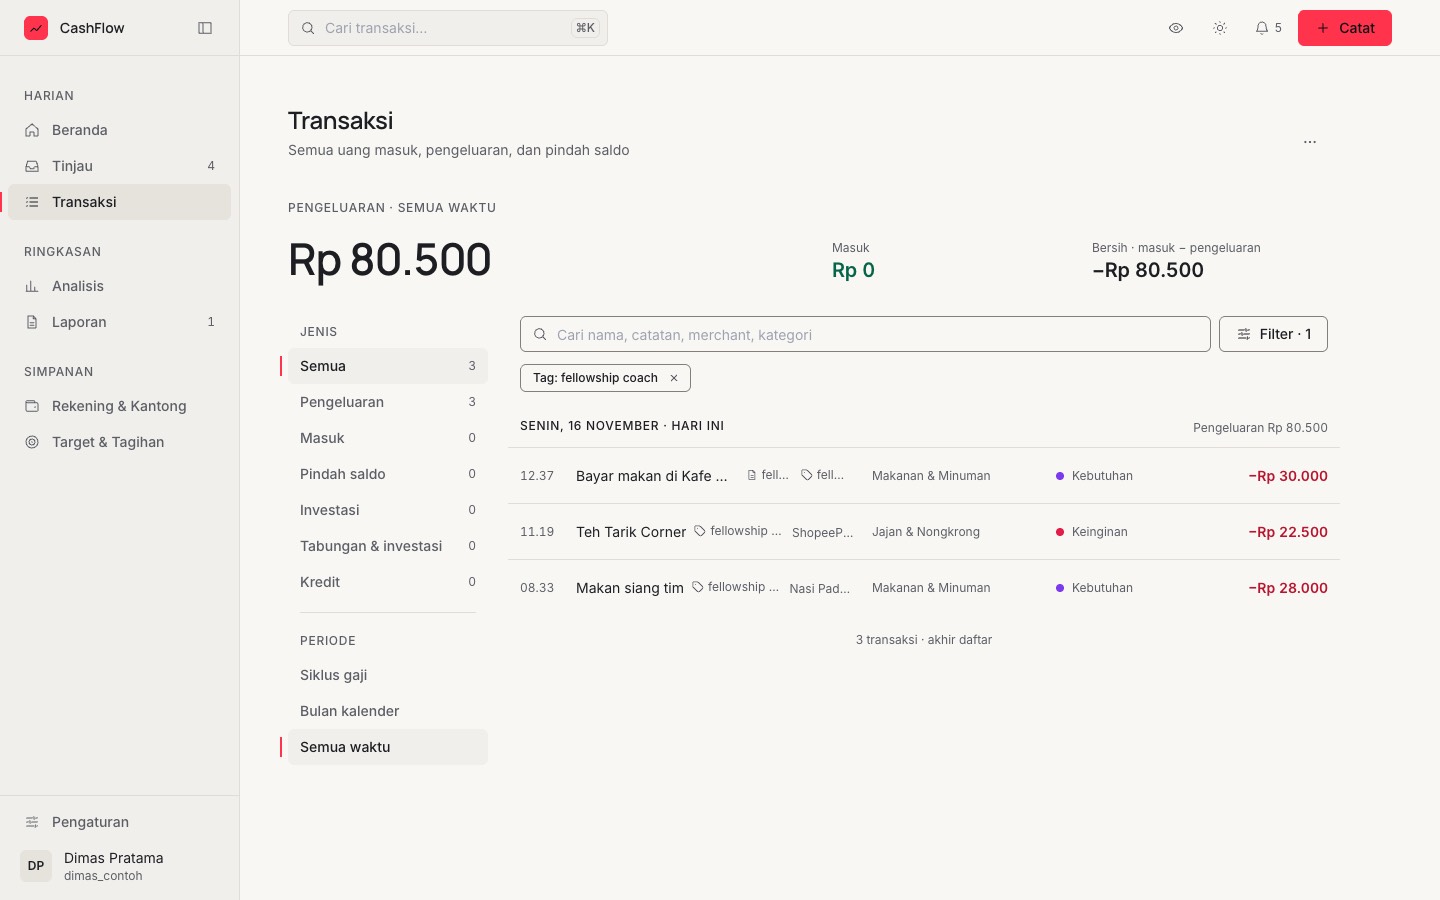 CashFlow
Cari transaksi...
⌘K
5
+ Catat
HARIAN
Beranda
Tinjau 4
Transaksi
RINGKASAN
Analisis
Laporan 1
SIMPANAN
Rekening & Kantong
Target & Tagihan
Pengaturan
DP
Dimas Pratama
dimas_contoh
Transaksi
Semua uang masuk, pengeluaran, dan pindah saldo
...
PENGELUARAN · SEMUA WAKTU
Rp 80.500
Masuk
Rp 0
Bersih · masuk − pengeluaran
−Rp 80.500
JENIS
Semua 3
Pengeluaran 3
Masuk 0
Pindah saldo 0
Investasi 0
Tabungan & investasi 0
Kredit 0
PERIODE
Siklus gaji
Bulan kalender
Semua waktu
Cari nama, catatan, merchant, kategori
Filter · 1
Tag: fellowship coach ×
SENIN, 16 NOVEMBER · HARI INI Pengeluaran Rp 80.500
12.37 Bayar makan di Kafe ... fell... fell... Makanan & Minuman Kebutuhan −Rp 30.000
11.19 Teh Tarik Corner fellowship ... ShopeeP... Jajan & Nongkrong Keinginan −Rp 22.500
08.33 Makan siang tim fellowship ... Nasi Pad... Makanan & Minuman Kebutuhan −Rp 28.000
3 transaksi · akhir daftar